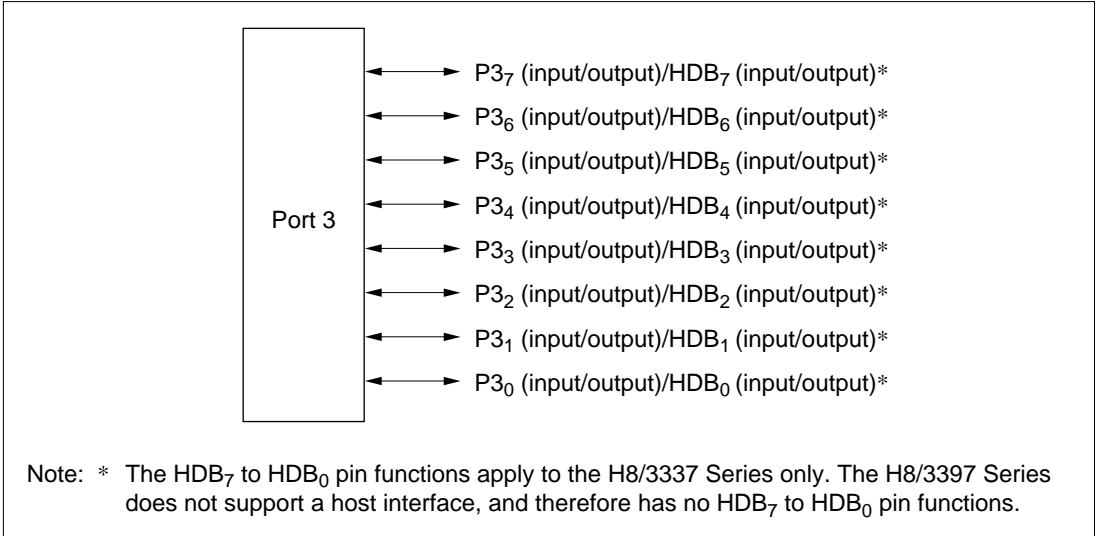 P3₇ (input/output)/HDB₇ (input/output)*
P3₆ (input/output)/HDB₆ (input/output)*
P3₅ (input/output)/HDB₅ (input/output)*
P3₄ (input/output)/HDB₄ (input/output)*
Port 3
P3₃ (input/output)/HDB₃ (input/output)*
P3₂ (input/output)/HDB₂ (input/output)*
P3₁ (input/output)/HDB₁ (input/output)*
P3₀ (input/output)/HDB₀ (input/output)*
Note: * The HDB₇ to HDB₀ pin functions apply to the H8/3337 Series only. The H8/3397 Series
does not support a host interface, and therefore has no HDB₇ to HDB₀ pin functions.